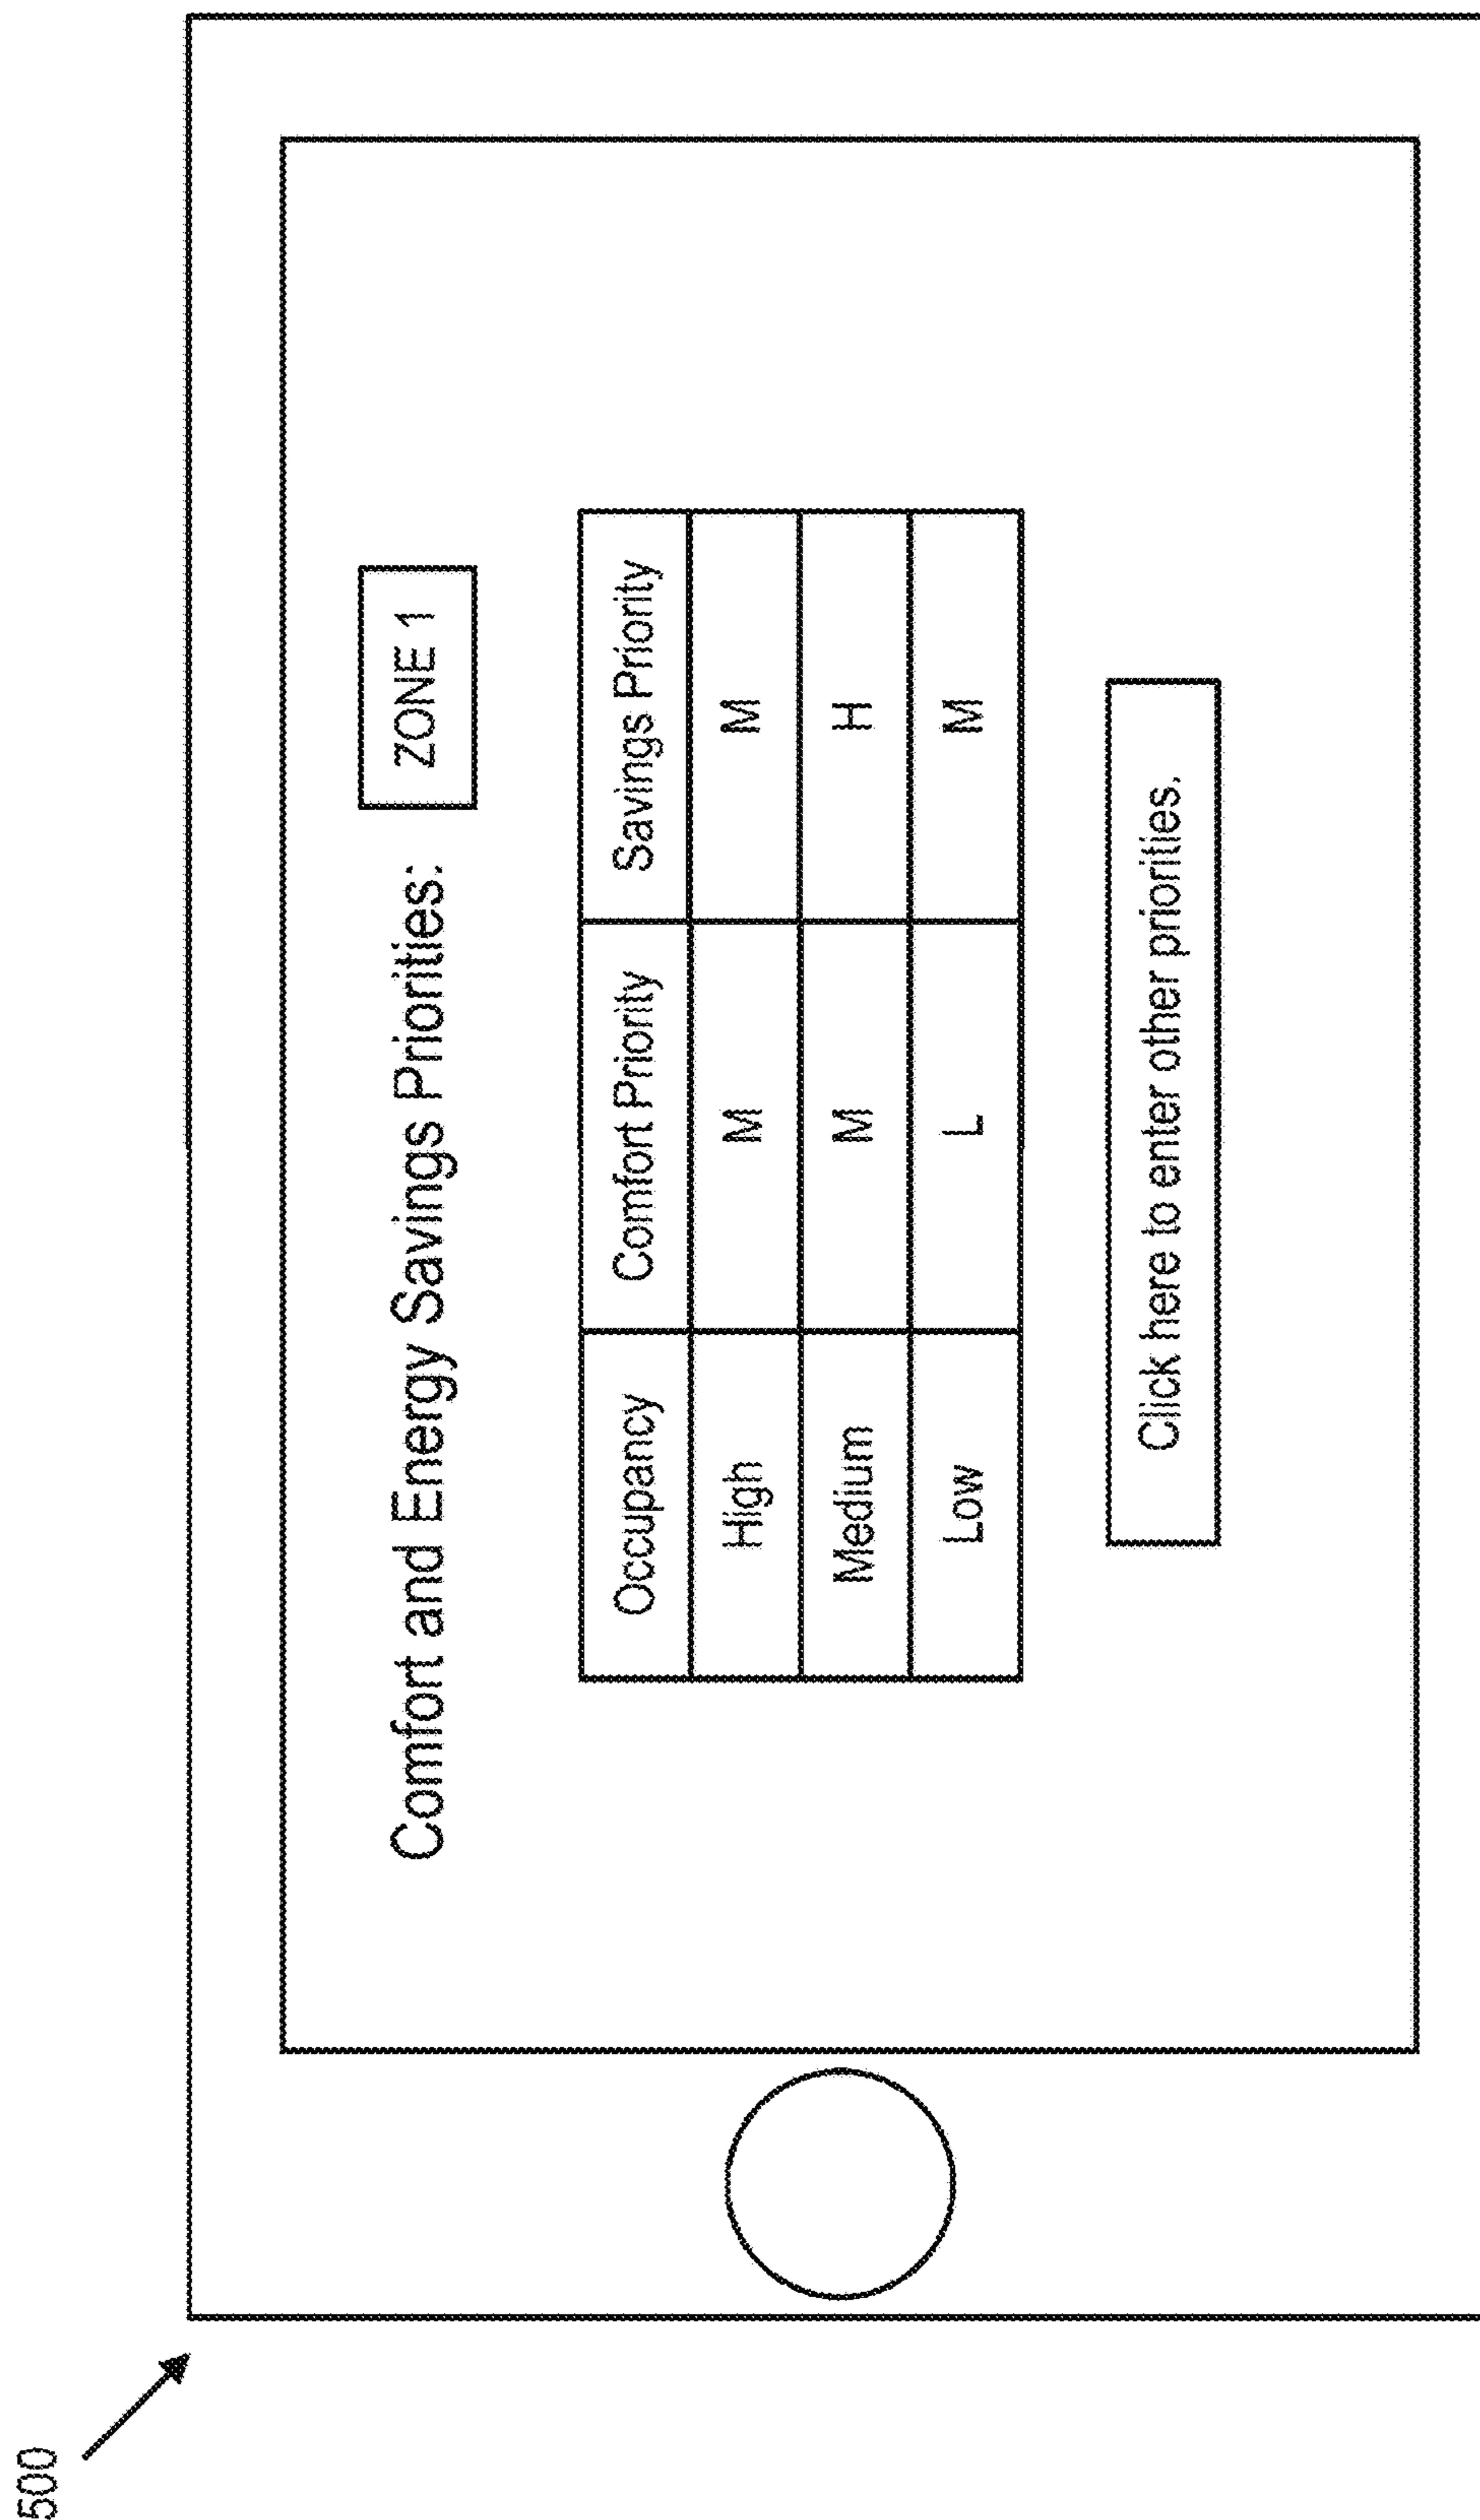 500
Comfort and Energy Savings Priorities: ZONE 1
Occupancy Comfort Priority Savings Priority
High M M
Medium M H
Low L M
Click here to enter other priorities.